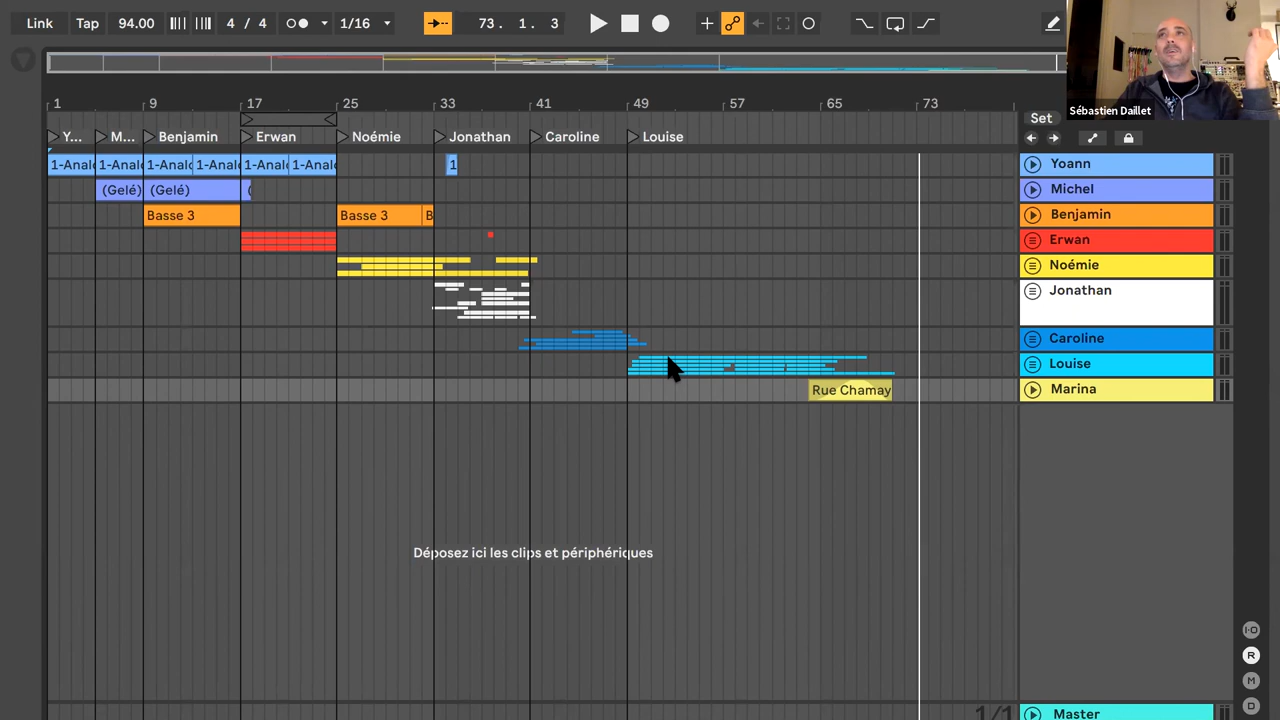 Link Tap 94.00 4 / 4 1/16 73. 1. 3
Sébastien Daillet
1 9 17 25 33 41 49 57 65 73
Set
Y... M... Benjamin Erwan Noémie Jonathan Caroline Louise
1-Analo 1-Analo 1-Analo 1-Analo 1-Analo 1-Analo 1
Yoann
(Gelé) (Gelé) (
Michel
Basse 3 Basse 3 B
Benjamin
Erwan
Noémie
Jonathan
Caroline
Louise
Rue Chamay
Marina
Déposez ici les clips et périphériques
I·O
R
M
D
1/1
Master